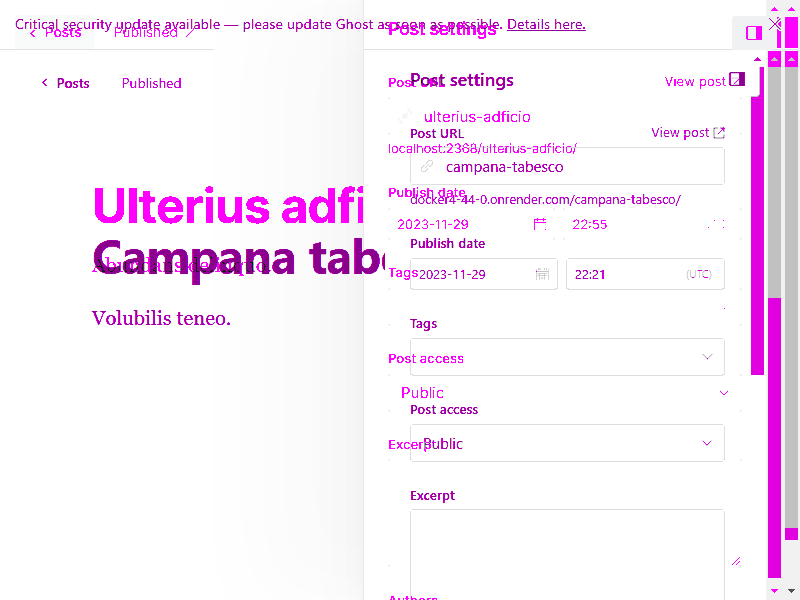 Critical security update available — please update Ghost as soon as possible. Details here.
Posts
Published
Post settings
Posts
Published
Post settings
Post URL
View post
ulterius-adficio
Post URL
View post
localhost:2368/ulterius-adficio/
campana-tabesco
Publish date
docker4-44-0.onrender.com/campana-tabesco/
Ulterius adfi
2023-11-29
22:55
Publish date
Campana tabe
Tags
2023-11-29
22:21
(UTC)
Volubilis teneo.
Tags
Post access
Public
Post access
Excerpt
Public
Excerpt
Authors